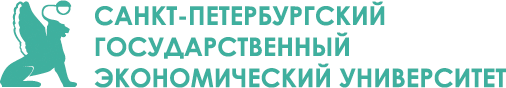 САНКТ-ПЕТЕРБУРГСКИЙ
ГОСУДАРСТВЕННЫЙ
ЭКОНОМИЧЕСКИЙ УНИВЕРСИТЕТ